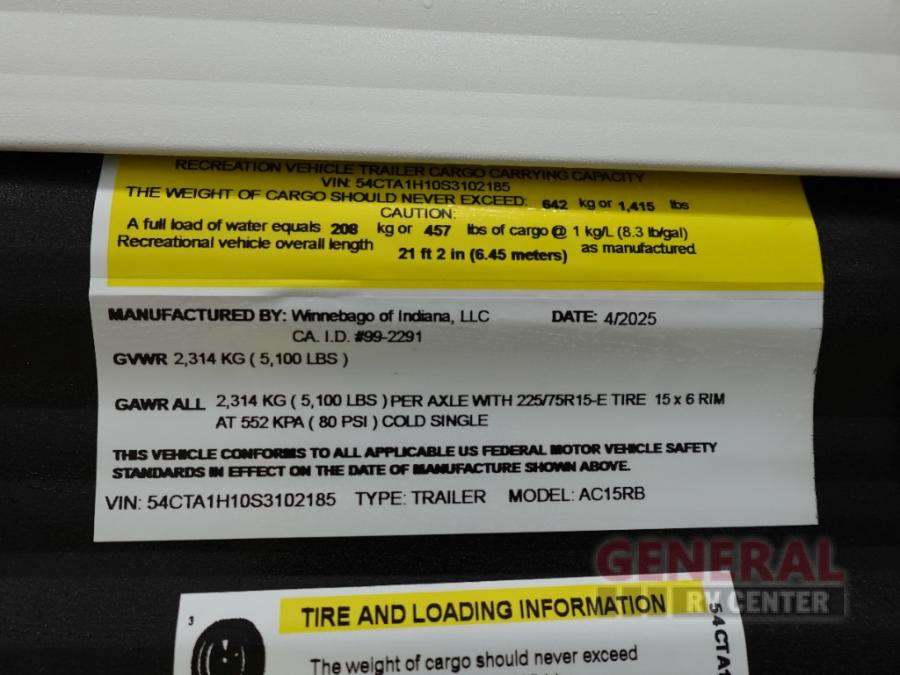 RECREATION VEHICLE TRAILER CARGO CARRYING CAPACITY
VIN: 54CTA1H10S3102185
THE WEIGHT OF CARGO SHOULD NEVER EXCEED: 642 kg or 1,415 lbs
CAUTION:
A full load of water equals 208 kg or 457 lbs of cargo @ 1 kg/L (8.3 lb/gal)
Recreational vehicle overall length 21 ft 2 in (6.45 meters) as manufactured.
MANUFACTURED BY: Winnebago of Indiana, LLC DATE: 4/2025
CA. I.D. #99-2291
GVWR 2,314 KG ( 5,100 LBS )
GAWR ALL 2,314 KG ( 5,100 LBS ) PER AXLE WITH 225/75R15-E TIRE 15 x 6 RIM
AT 552 KPA ( 80 PSI ) COLD SINGLE
THIS VEHICLE CONFORMS TO ALL APPLICABLE US FEDERAL MOTOR VEHICLE SAFETY
STANDARDS IN EFFECT ON THE DATE OF MANUFACTURE SHOWN ABOVE.
VIN: 54CTA1H10S3102185 TYPE: TRAILER MODEL: AC15RB
GENERAL
RV CENTER
3
TIRE AND LOADING INFORMATION
The weight of cargo should never exceed
54CTA1